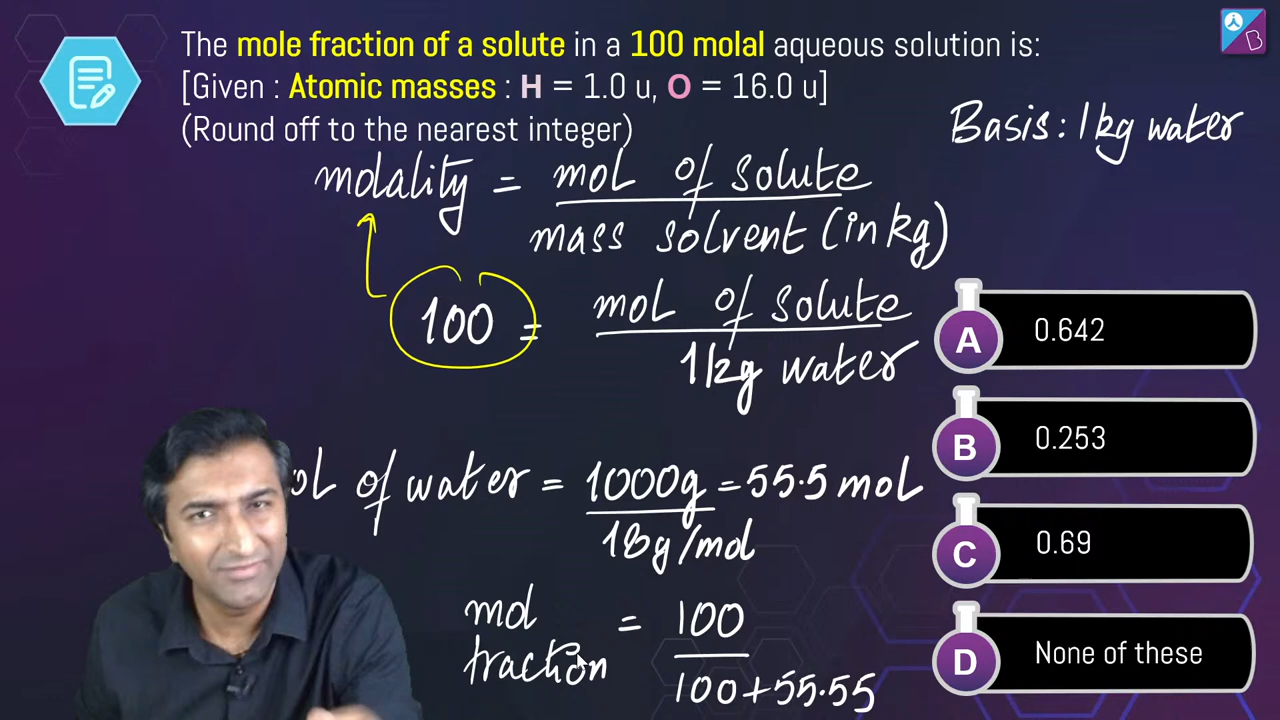 The mole fraction of a solute in a 100 molal aqueous solution is:
[Given : Atomic masses : H = 1.0 u, O = 16.0 u]
(Round off to the nearest integer)
Basis: 1kg water
molality = mol of solute
mass solvent (in kg)
100 = mol of solute
1kg water
A 0.642
B 0.253
ol of water = 1000g = 55.5 mol
18g/mol
C 0.69
mol fraction = 100
100+55.55
D None of these
B